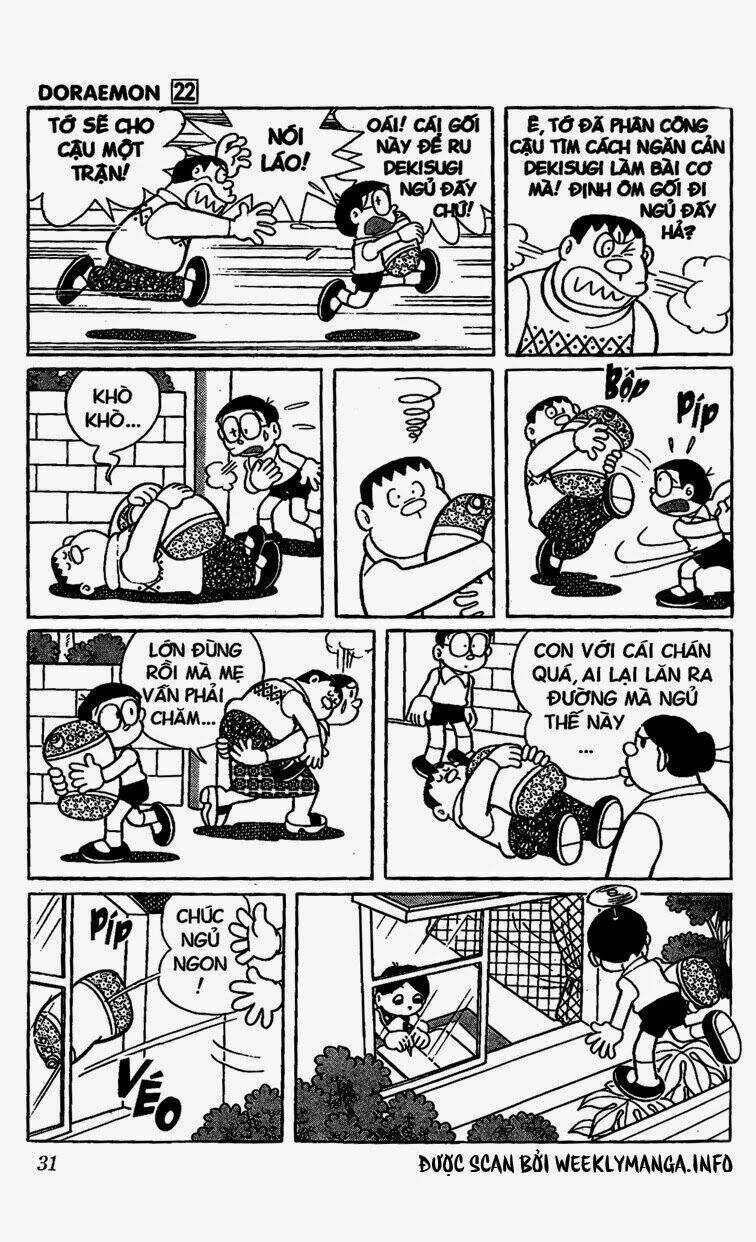 DORAEMON 22
TỚ SẼ CHO
CẬU MỘT
TRẬN!
NÓI
LÁO!
OÁI! CÁI GỐI
NÀY ĐỂ RU
DEKISUGI
NGỦ ĐẤY
CHỨ!
Ê, TỚ ĐÃ PHÂN CÔNG
CẬU TÌM CÁCH NGĂN CẢN
DEKISUGI LÀM BÀI CƠ
MÀ! ĐỊNH ÔM GỐI ĐI
NGỦ ĐẤY
HẢ?
KHÒ
KHÒ...
BỘP
PÍP
LỚN ĐÙNG
RỒI MÀ MẸ
VẪN PHẢI
CHĂM...
CON VỚI CÁI CHÁN
QUÁ, AI LẠI LĂN RA
ĐƯỜNG MÀ NGỦ
THẾ NÀY
...
PÍP
CHÚC
NGỦ
NGON
!
VÉO
31
ĐƯỢC SCAN BỞI WEEKLYMANGA.INFO